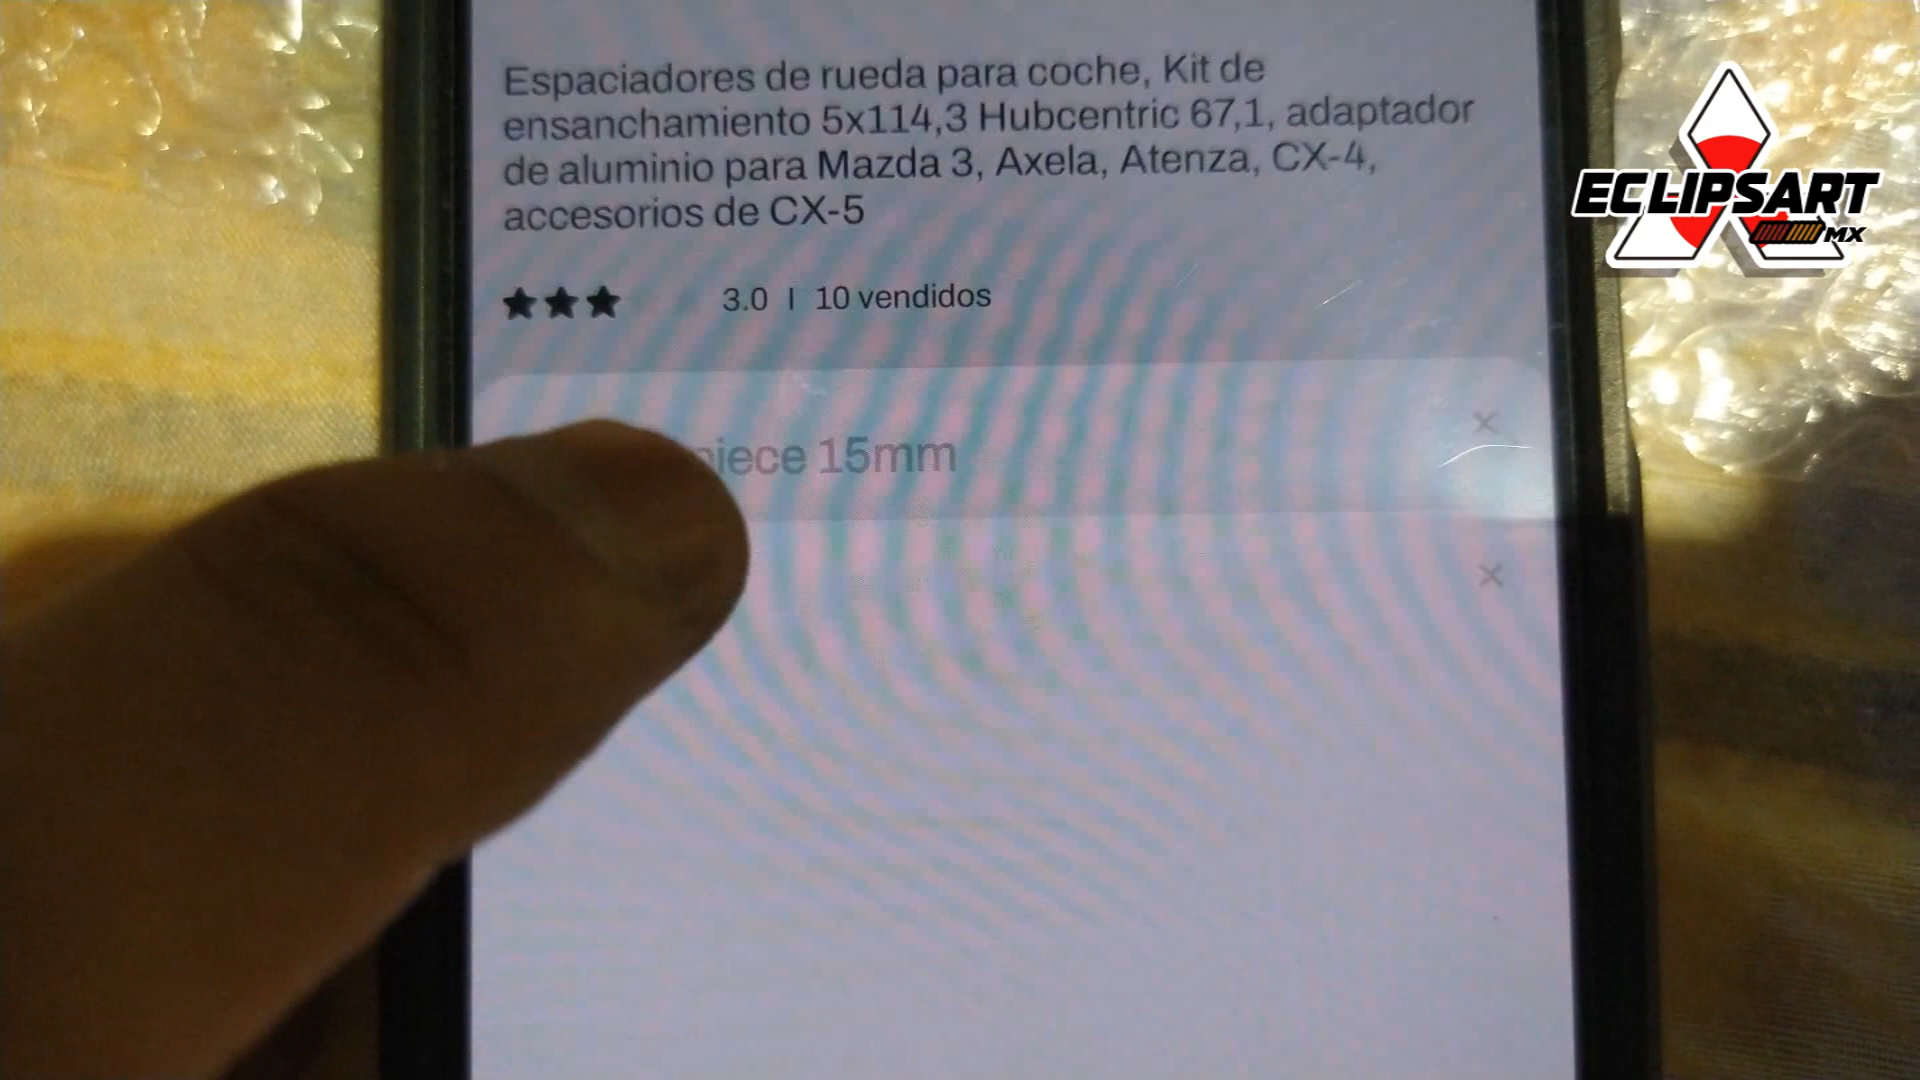 Espaciadores de rueda para coche, Kit de
ensanchamiento 5x114,3 Hubcentric 67,1, adaptador
de aluminio para Mazda 3, Axela, Atenza, CX-4,
accesorios de CX-5
3.0 | 10 vendidos
15mm
ECLIPSART
MX